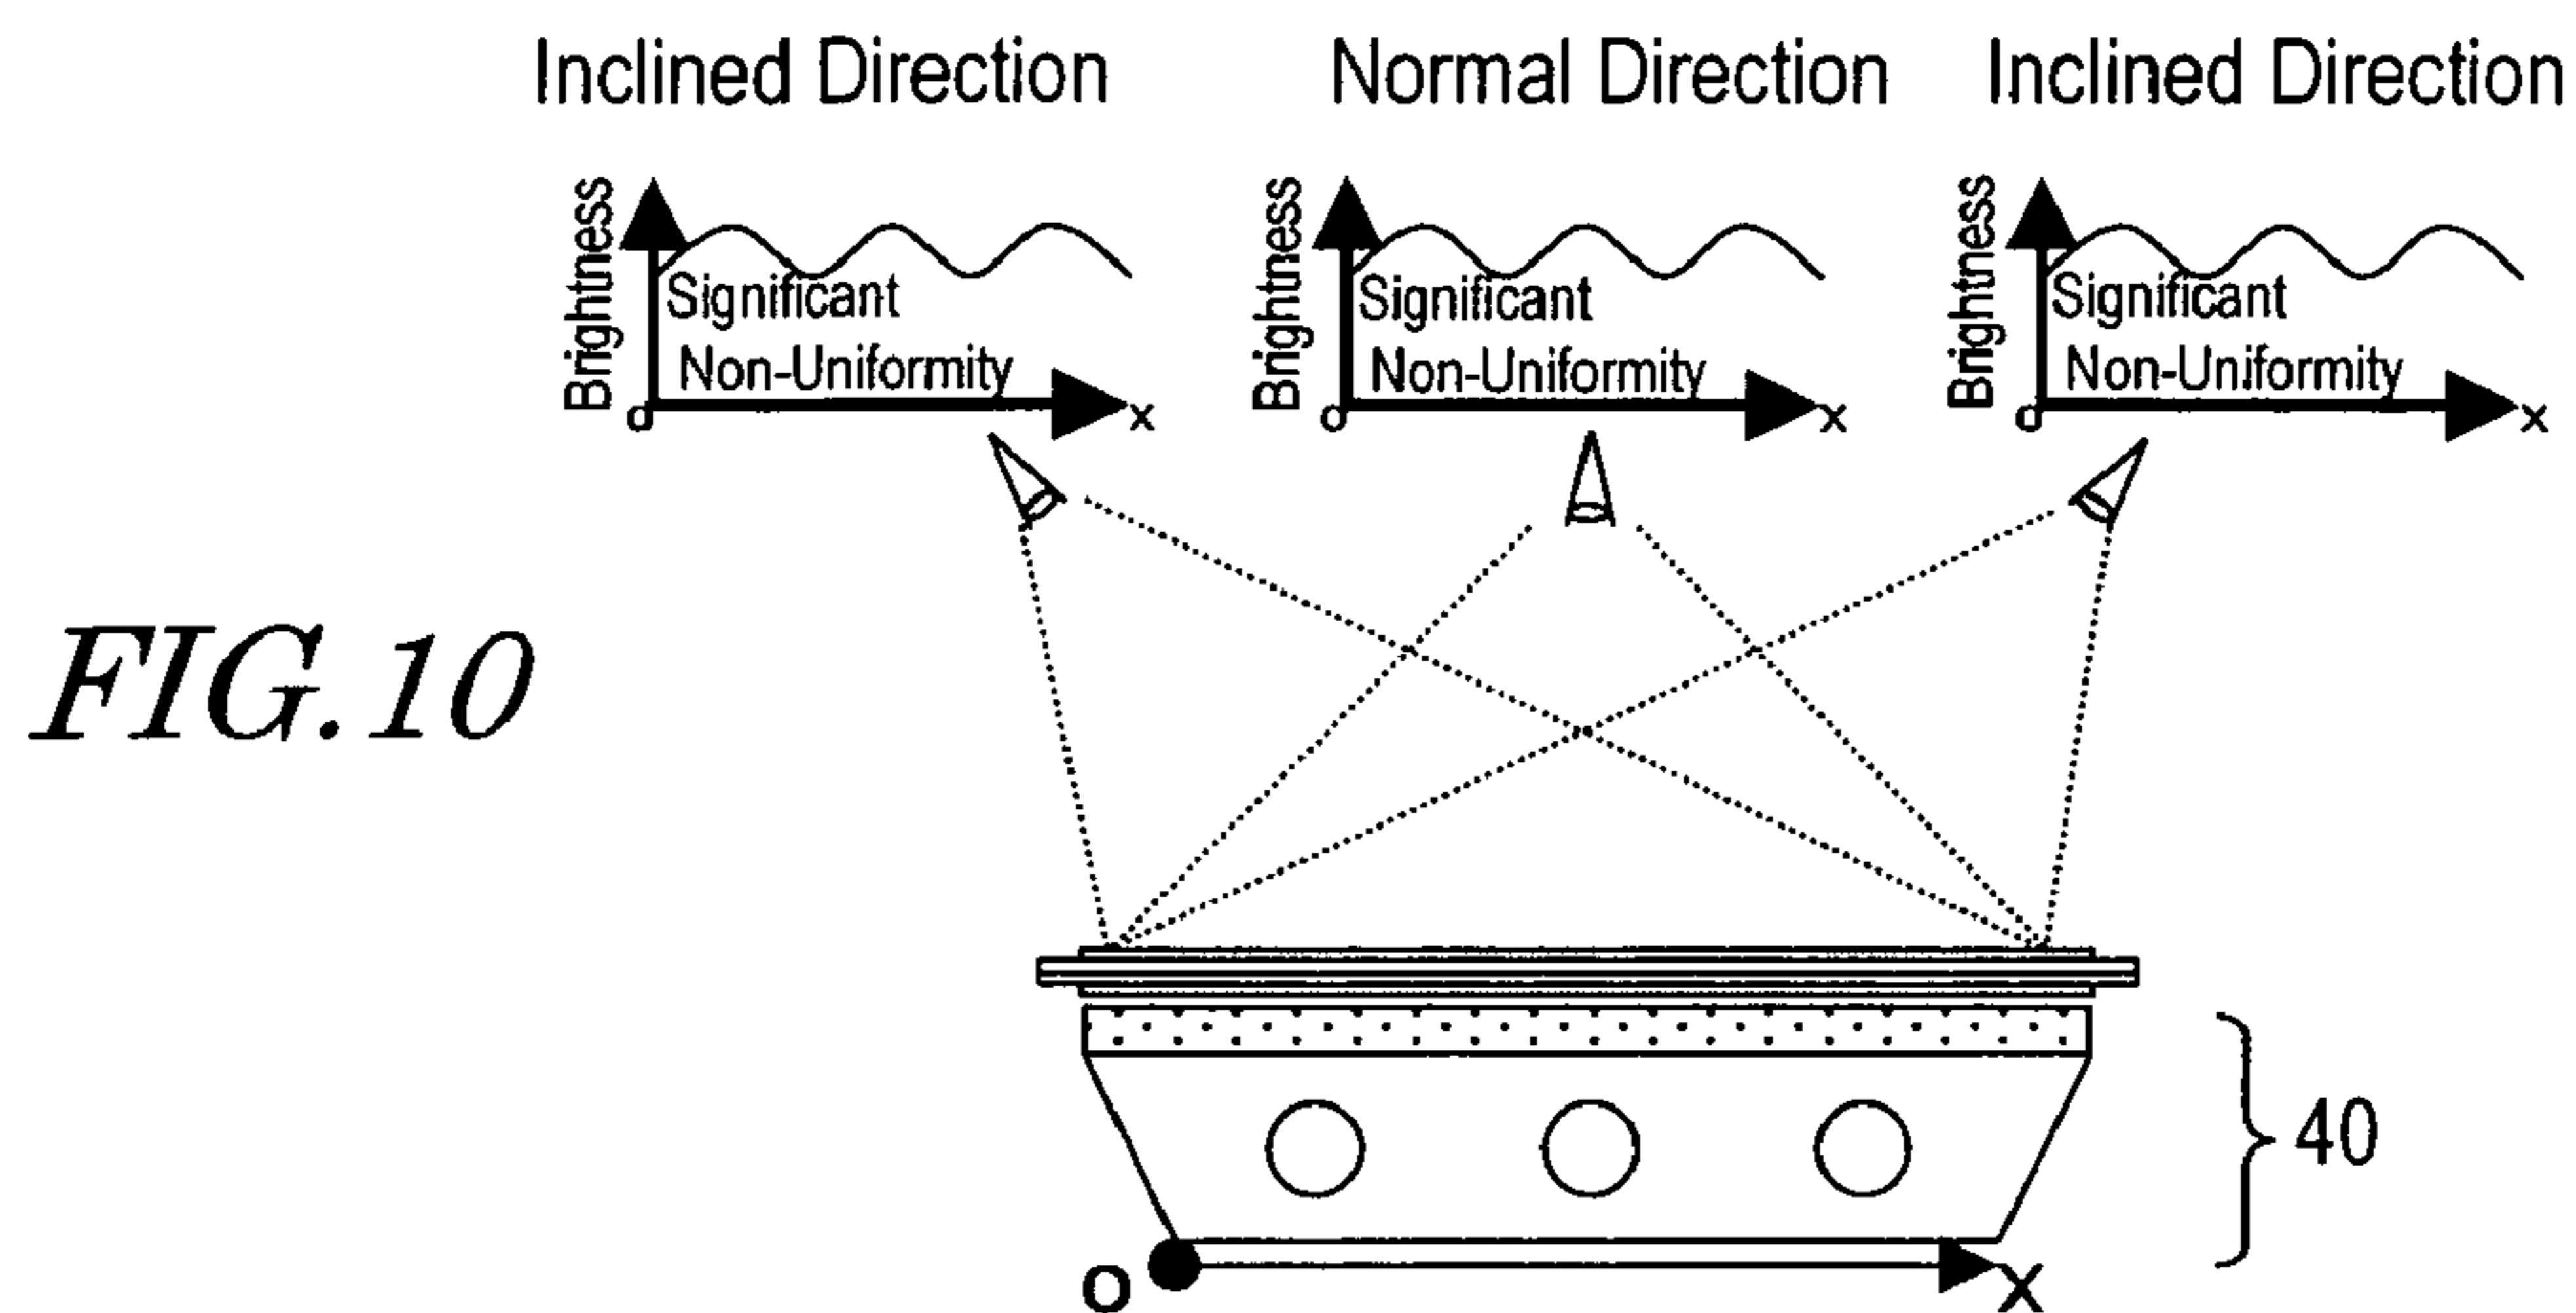 Inclined Direction
Normal Direction
Inclined Direction
Brightness
Significant
Non-Uniformity
o
x
Brightness
Significant
Non-Uniformity
o
x
Brightness
Significant
Non-Uniformity
o
x
FIG.10
40
O
X